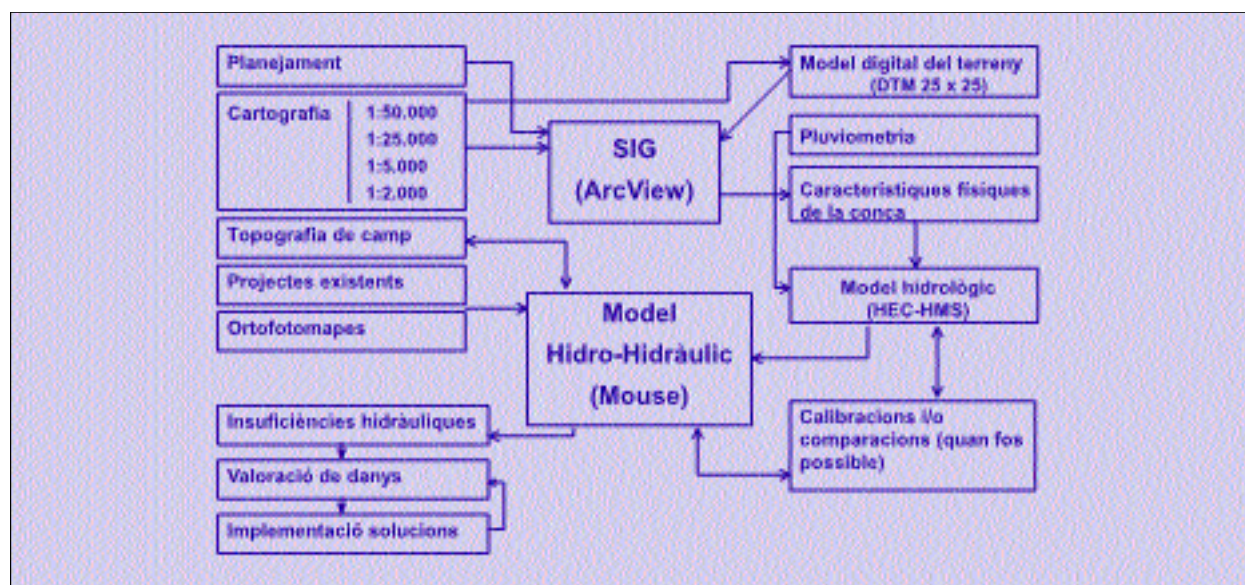 Planejament
Cartografia
1:50.000
1:25.000
1:5.000
1:2.000
Topografia de camp
Projectes existents
Ortofotomapes
SIG
(ArcView)
Model digital del terreny
(DTM 25 x 25)
Pluviometria
Característiques físiques
de la conca
Model hidrològic
(HEC-HMS)
Model
Hidro-Hidràulic
(Mouse)
Calibracions i/o
comparacions (quan fos
possible)
Insuficiències hidràuliques
Valoració de danys
Implementació solucions